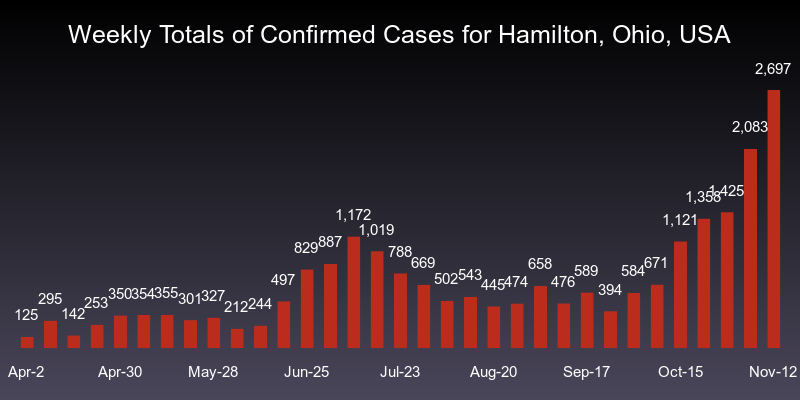 Weekly Totals of Confirmed Cases for Hamilton, Ohio, USA
125 295 142 253 350 354 355 301 327 212 244 497 829 887 1,172 1,019 788 669 502 543 445 474 658 476 589 394 584 671 1,121 1,358 1,425 2,083 2,697
Apr-2 Apr-30 May-28 Jun-25 Jul-23 Aug-20 Sep-17 Oct-15 Nov-12